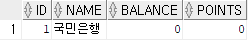 ID NAME BALANCE POINTS
1 1 국민은행 0 0